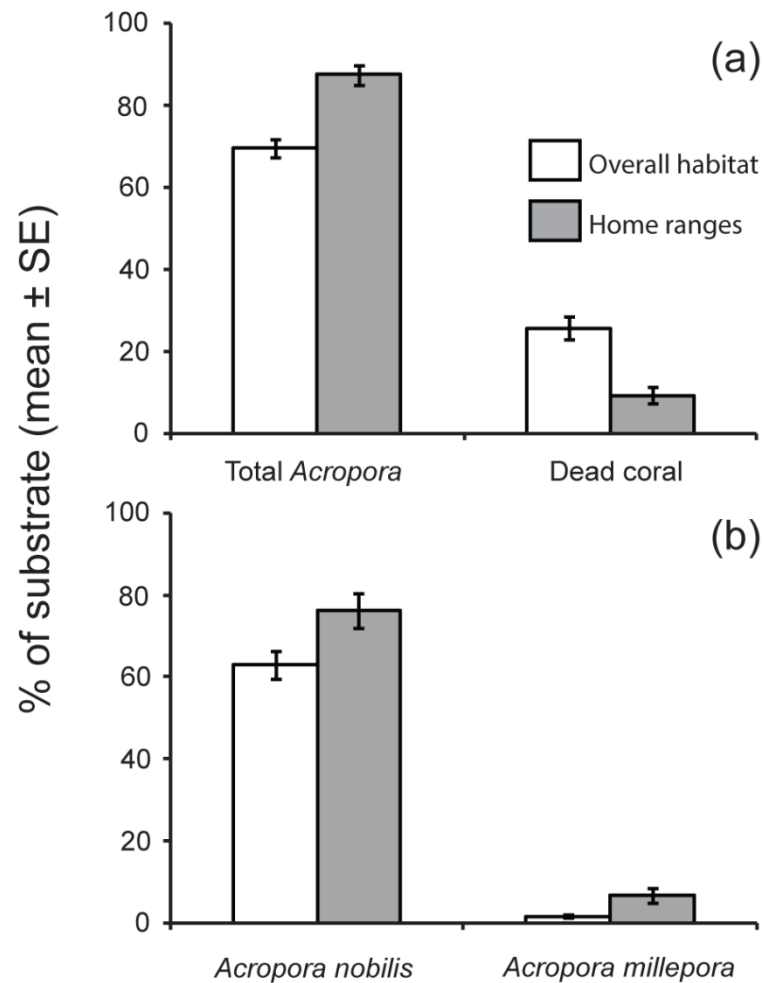 % of substrate (mean ± SE)
100
80
60
40
20
0
(a)
Overall habitat
Home ranges
Total Acropora
Dead coral
100
80
60
40
20
0
(b)
Acropora nobilis
Acropora millepora